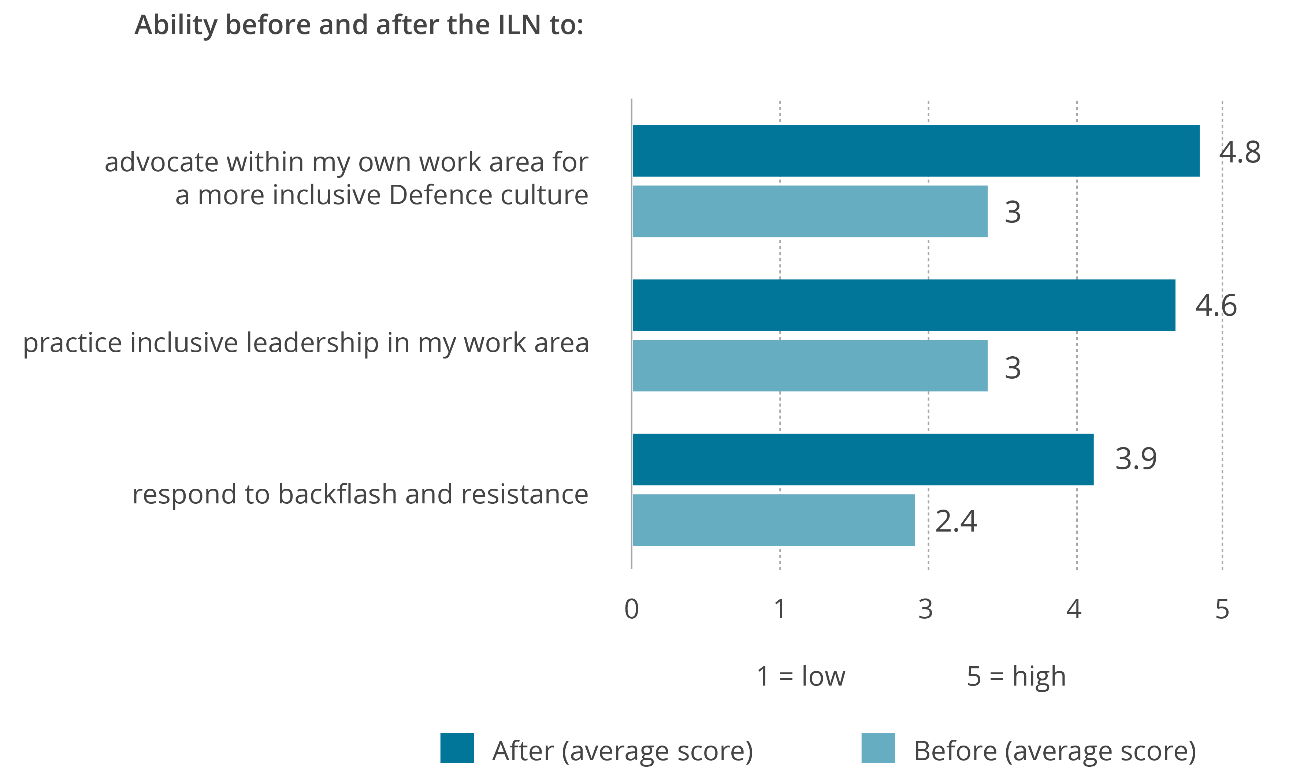 Ability before and after the ILN to:
advocate within my own work area for
a more inclusive Defence culture
4.8
3
practice inclusive leadership in my work area
4.6
3
respond to backflash and resistance
3.9
2.4
0 1 3 4 5
1 = low 5 = high
After (average score) Before (average score)